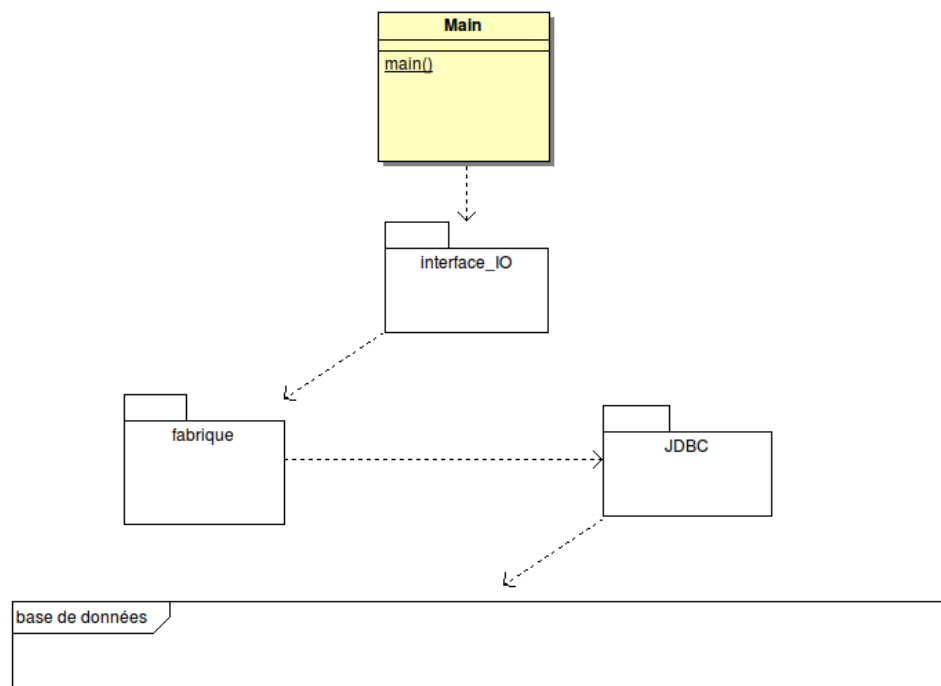 Main
main()
interface_IO
fabrique
JDBC
base de données